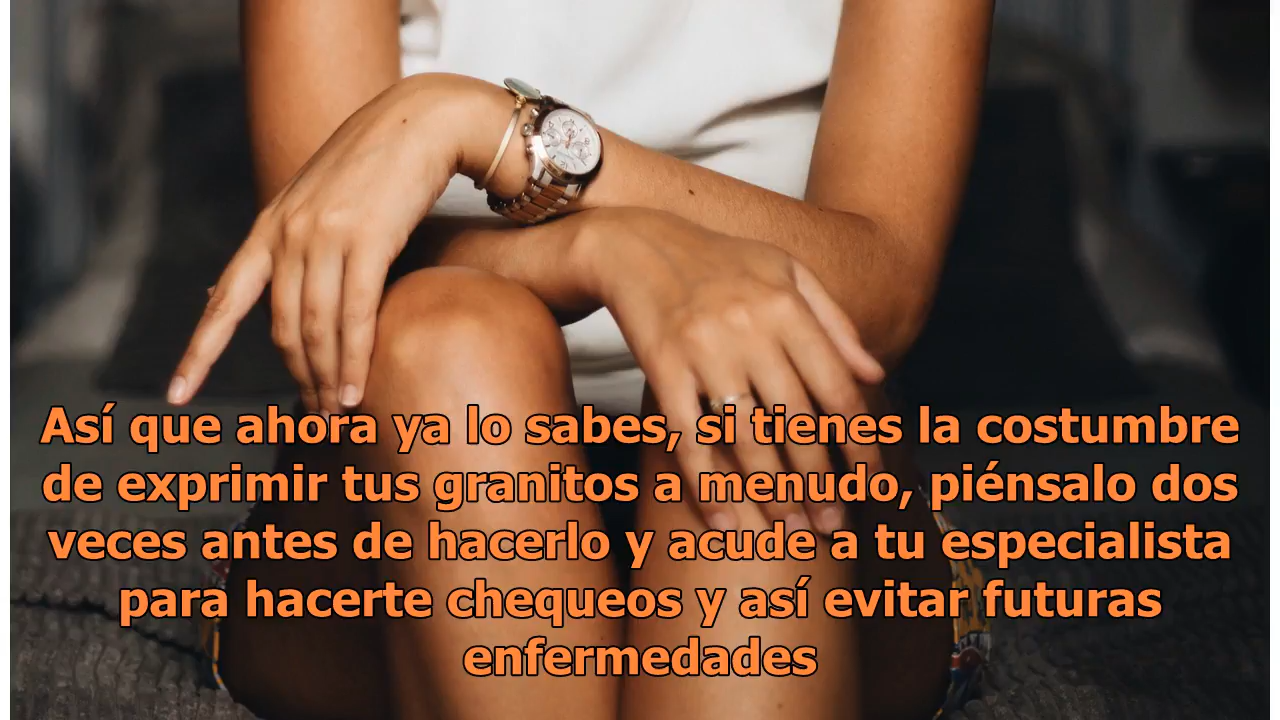 Así que ahora ya lo sabes, si tienes la costumbre
de exprimir tus granitos a menudo, piénsalo dos
veces antes de hacerlo y acude a tu especialista
para hacerte chequeos y así evitar futuras
enfermedades